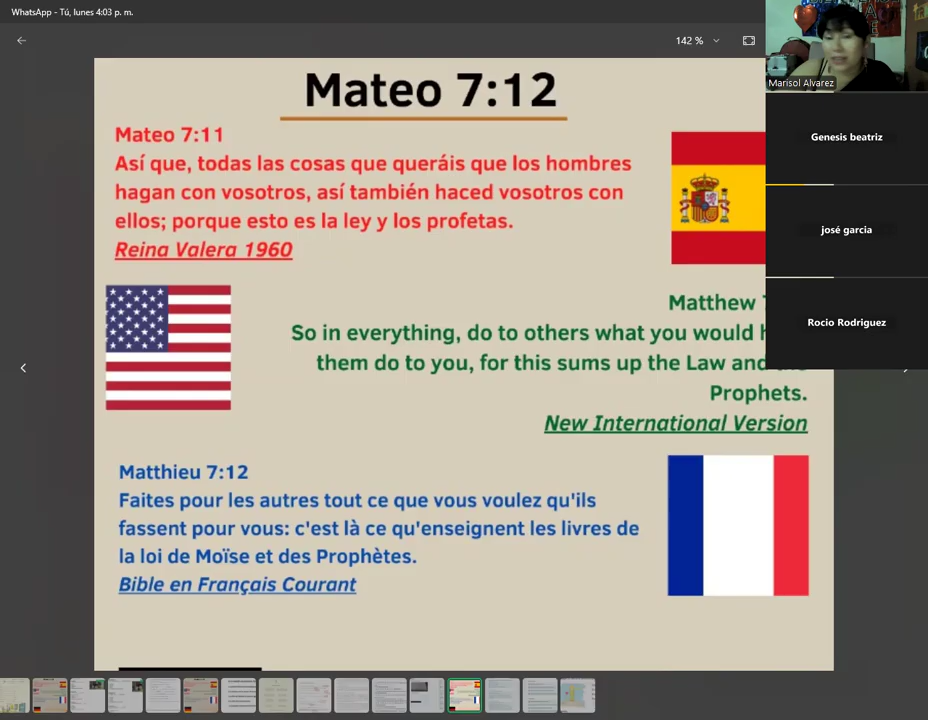 WhatsApp - Tú, lunes 4:03 p. m.
142 %
Marisol Alvarez
Genesis beatriz
josé garcia
Rocio Rodriguez
Mateo 7:12
Mateo 7:11
Así que, todas las cosas que queráis que los hombres
hagan con vosotros, así también haced vosotros con
ellos; porque esto es la ley y los profetas.
Reina Valera 1960
Matthew
So in everything, do to others what you would
them do to you, for this sums up the Law and
Prophets.
New International Version
Matthieu 7:12
Faites pour les autres tout ce que vous voulez qu'ils
fassent pour vous: c'est là ce qu'enseignent les livres de
la loi de Moïse et des Prophètes.
Bible en Français Courant